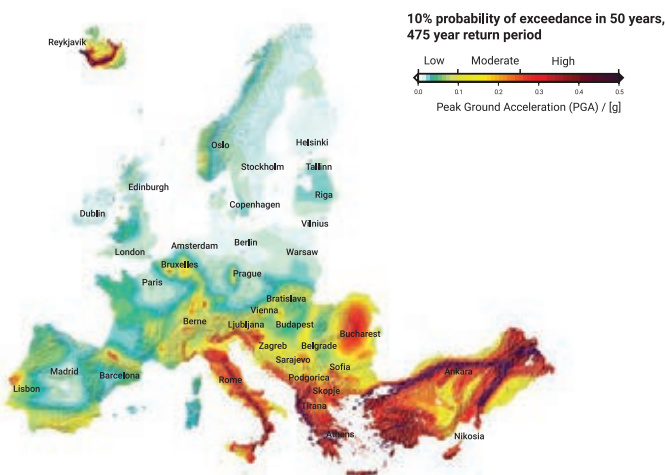 10% probability of exceedance in 50 years,
475 year return period
Low Moderate High
0.0 0.1 0.2 0.3 0.4 0.5
Peak Ground Acceleration (PGA) / [g]
Reykjavik
Oslo
Helsinki
Stockholm
Tallinn
Edinburgh
Riga
Copenhagen
Dublin
Vilnius
Amsterdam
Berlin
London
Warsaw
Bruxelles
Prague
Paris
Bratislava
Vienna
Berne
Ljubljana
Budapest
Bucharest
Zagreb
Belgrade
Sarajevo
Sofia
Madrid
Barcelona
Podgorica
Ankara
Rome
Lisbon
Skopje
Tirana
Athens
Nikosia